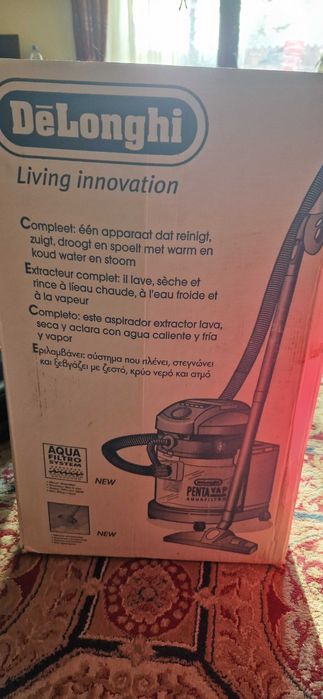 DēLonghi
Living innovation
Compleet: één apparaat dat reinigt,
zuigt, droogt en spoelt met warm en
koud water en stoom
Extracteur complet: il lave, sèche et
rince à l'eau chaude, à l'eau froide et
à la vapeur
Completo: este aspirador extractor lava,
seca y aclara con agua caliente y fría
y vapor
Εριλαμβάνει: σύστημα που πλένει, στεγνώνει
και ξεβγάζει με ζεστό, κρύο νερό και ατμό
AQUA
FILTRO
SYSTEM
NEW
NEW
DēLonghi
PENTA VAP
AQUAFILTRO